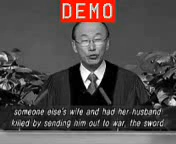 DEMO
someone else's wife and had her husband
killed by sending him out to war, the sword.